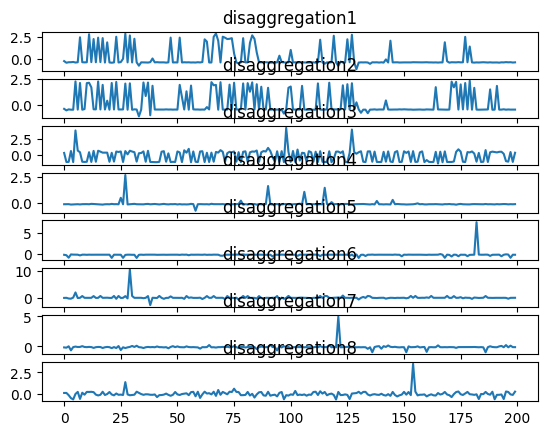 disaggregation1
2.5
0.0
disaggregation2
2.5
0.0
disaggregation3
2.5
0.0
disaggregation4
2.5
0.0
disaggregation5
5
0
disaggregation6
10
0
disaggregation7
5
0
disaggregation8
2.5
0.0
0 25 50 75 100 125 150 175 200